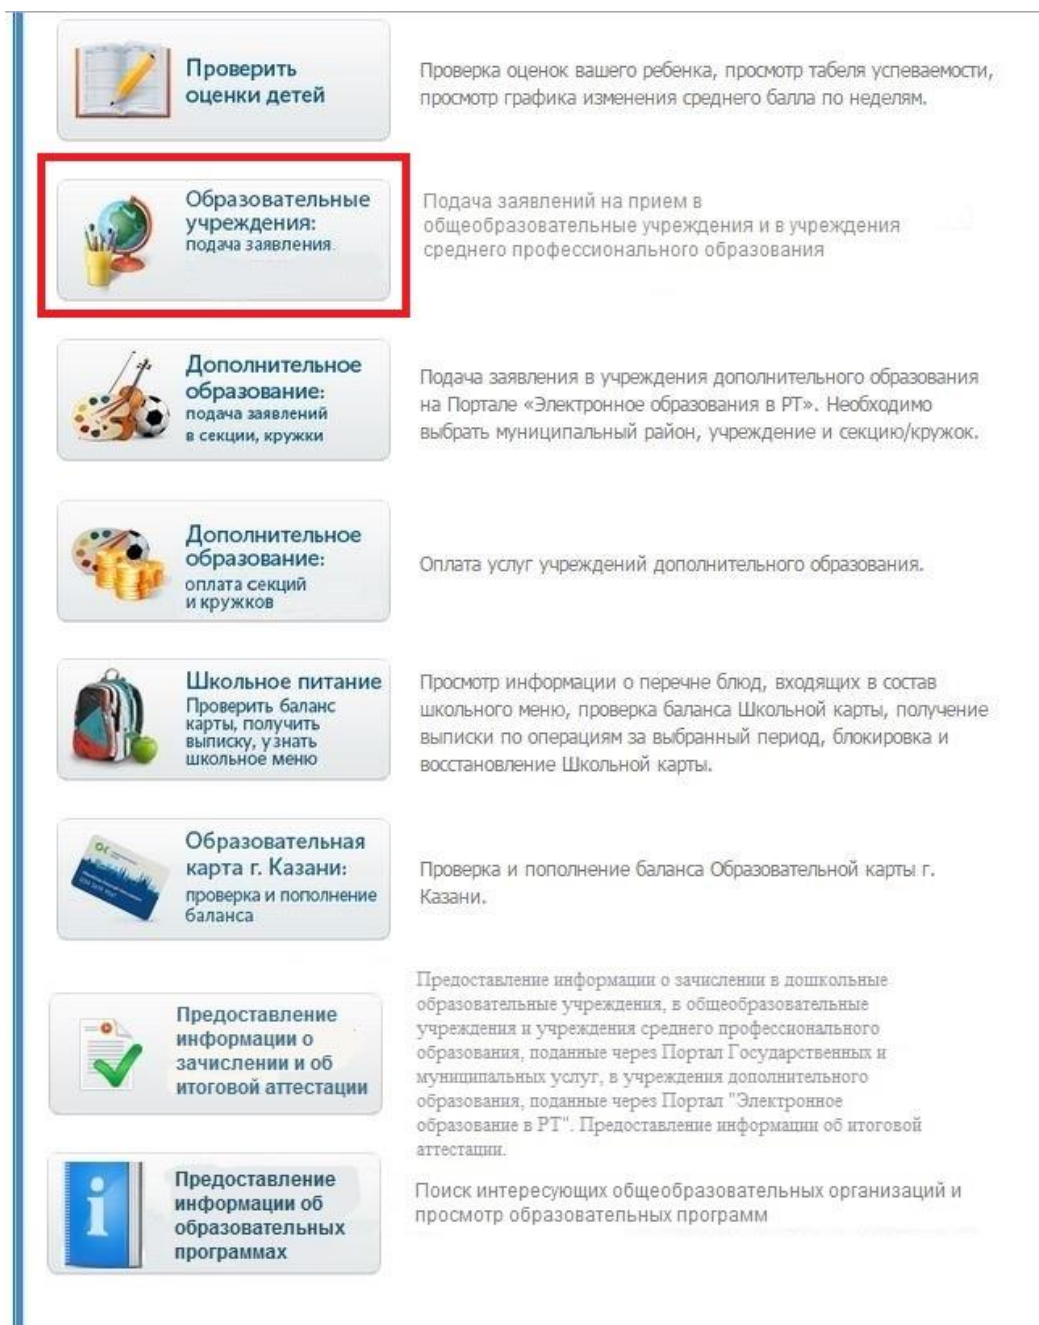 Проверить
оценки детей
Проверка оценок вашего ребенка, просмотр табеля успеваемости,
просмотр графика изменения среднего балла по неделям.
Образовательные
учреждения:
подача заявления.
Подача заявлений на прием в
общеобразовательные учреждения и в учреждения
среднего профессионального образования
Дополнительное
образование:
подача заявлений
в секции, кружки
Подача заявления в учреждения дополнительного образования
на Портале «Электронное образования в РТ». Необходимо
выбрать муниципальный район, учреждение и секцию/кружок.
Дополнительное
образование:
оплата секций
и кружков
Оплата услуг учреждений дополнительного образования.
Школьное питание
Проверить баланс
карты, получить
выписку, узнать
школьное меню
Просмотр информации о перечне блюд, входящих в состав
школьного меню, проверка баланса Школьной карты, получение
выписки по операциям за выбранный период, блокировка и
восстановление Школьной карты.
Образовательная
карта г. Казани:
проверка и пополнение
баланса
Проверка и пополнение баланса Образовательной карты г.
Казани.
Предоставление
информации о
зачислении и об
итоговой аттестации
Предоставление информации о зачислении в дошкольные
образовательные учреждения, в общеобразовательные
учреждения и учреждения среднего профессионального
образования, поданные через Портал Государственных и
муниципальных услуг, в учреждения дополнительного
образования, поданные через Портал "Электронное
образование в РТ". Предоставление информации об итоговой
аттестации.
Предоставление
информации об
образовательных
программах
Поиск интересующих общеобразовательных организаций и
просмотр образовательных программ